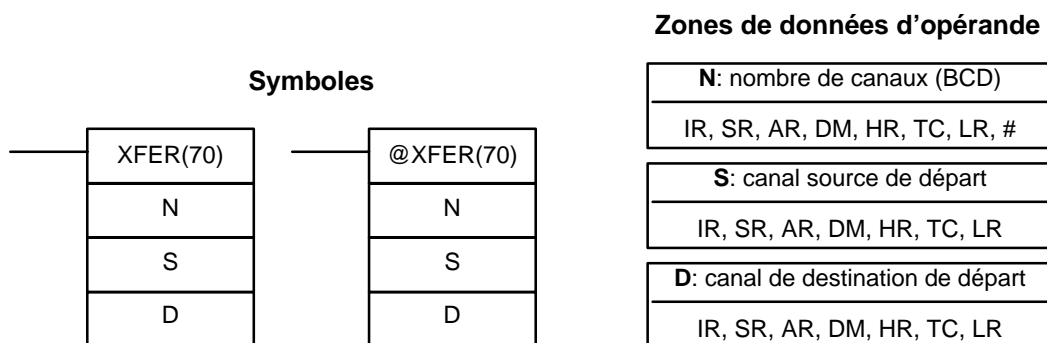 Symboles
XFER(70)
N
S
D
@XFER(70)
N
S
D
Zones de données d’opérande
N: nombre de canaux (BCD)
IR, SR, AR, DM, HR, TC, LR, #
S: canal source de départ
IR, SR, AR, DM, HR, TC, LR
D: canal de destination de départ
IR, SR, AR, DM, HR, TC, LR